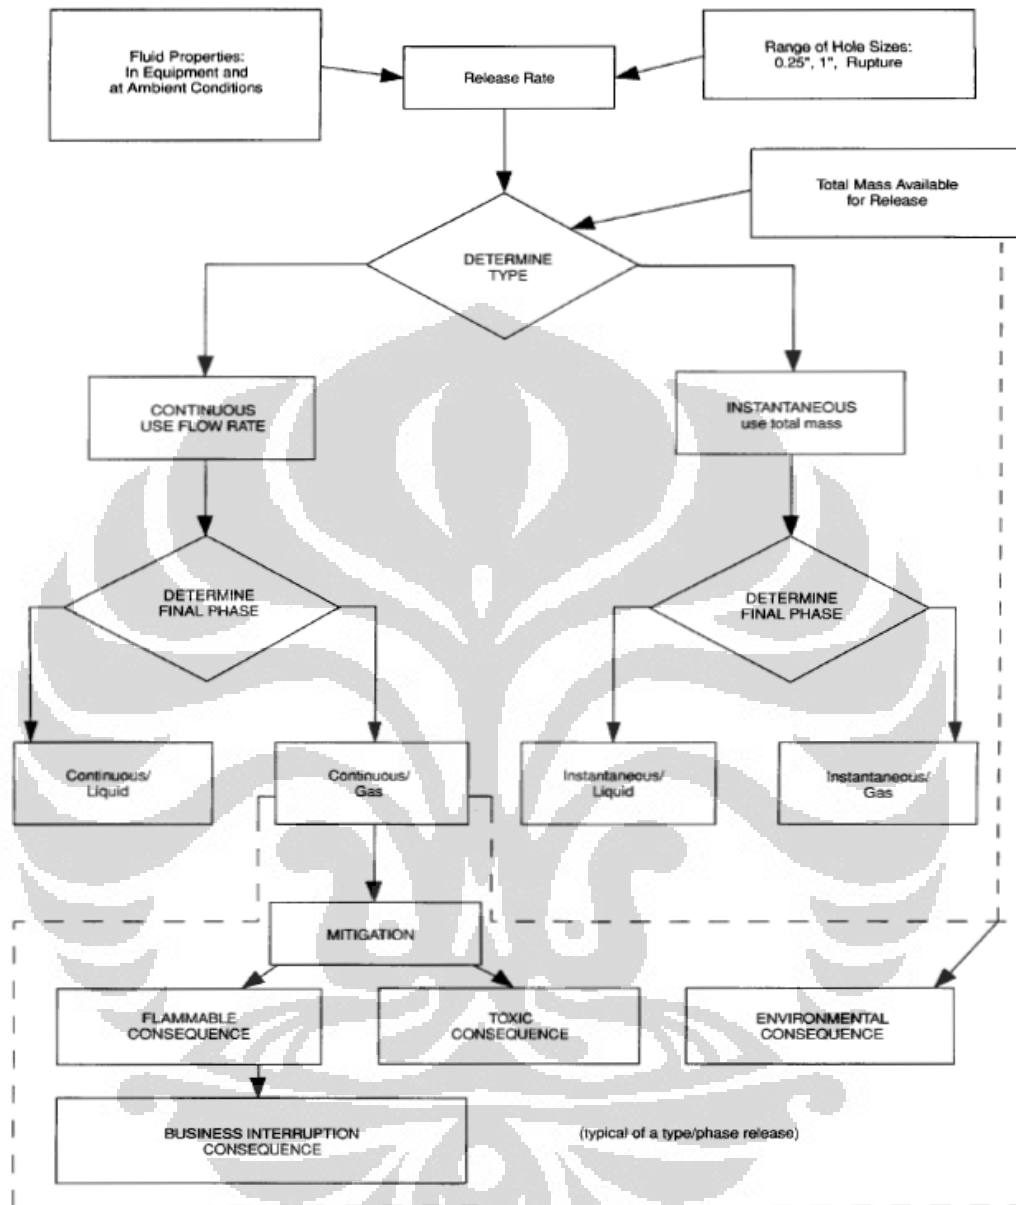 Fluid Properties:
In Equipment and
at Ambient Conditions
Release Rate
Range of Hole Sizes:
0.25", 1", Rupture
Total Mass Available
for Release
DETERMINE
TYPE
CONTINUOUS
USE FLOW RATE
INSTANTANEOUS
use total mass
DETERMINE
FINAL PHASE
DETERMINE
FINAL PHASE
Continuous/
Liquid
Continuous/
Gas
Instantaneous/
Liquid
Instantaneous/
Gas
MITIGATION
FLAMMABLE
CONSEQUENCE
TOXIC
CONSEQUENCE
ENVIRONMENTAL
CONSEQUENCE
BUSINESS INTERRUPTION
CONSEQUENCE
(typical of a type/phase release)